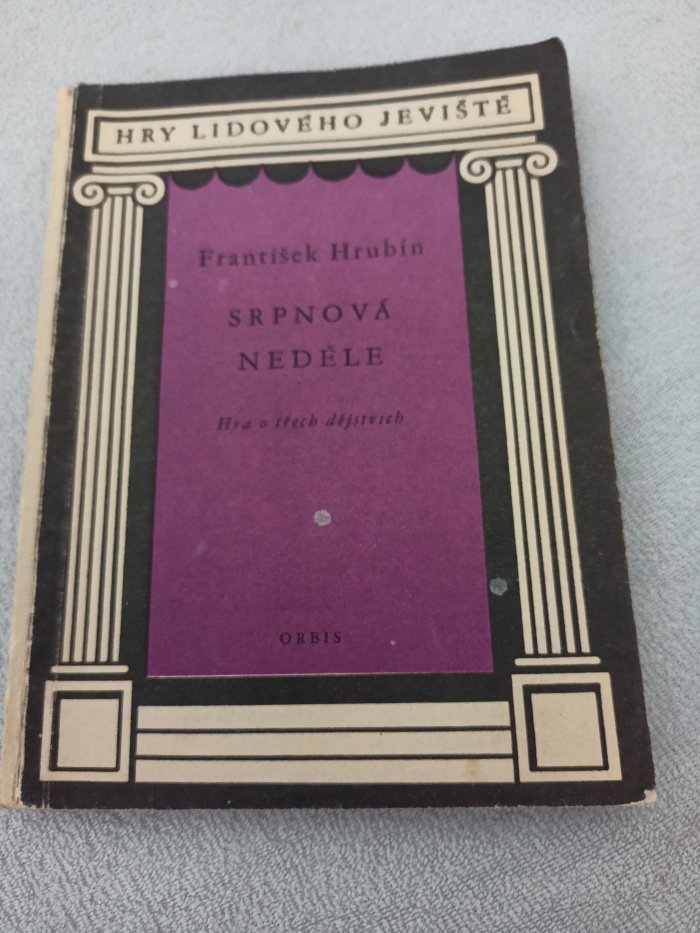 HRY LIDOVÉHO JEVIŠTĚ
František Hrubín
SRPNOVÁ
NEDĚLE
Hra o třech dějstvích
ORBIS